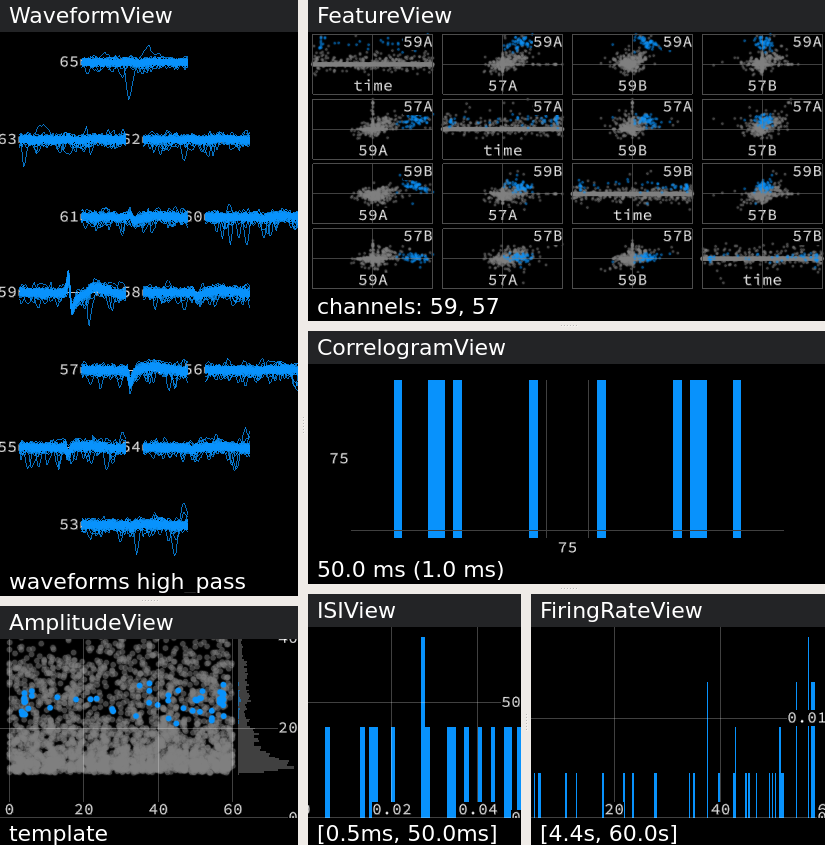 WaveformView
65
63 62
61 60
59 58
57 56
55 54
53
waveforms high_pass
FeatureView
59A 59A 59A 59A
time 57A 59B 57B
57A 57A 57A 57A
59A time 59B 57B
59B 59B 59B 59B
59A 57A time 57B
57B 57B 57B 57B
59A 57A 59B time
channels: 59, 57
CorrelogramView
75
75
50.0 ms (1.0 ms)
AmplitudeView
40
20
0 20 40 60
0
template
ISIView
50
0.02 0.04
[0.5ms, 50.0ms]
FiringRateView
0.01
20 40
[4.4s, 60.0s]